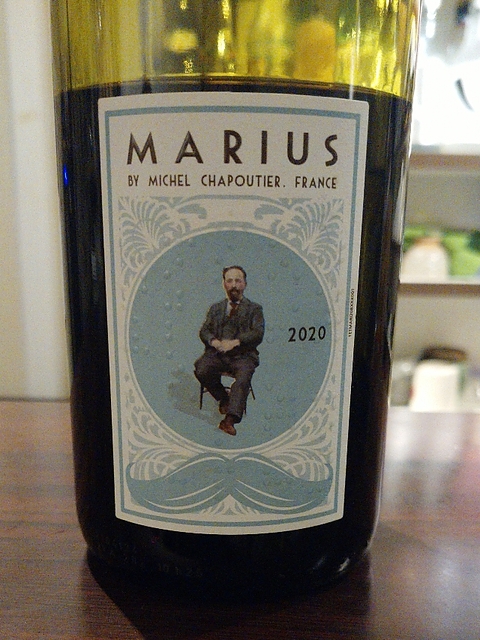 MARIUS
BY MICHEL CHAPOUTIER. FRANCE
2020